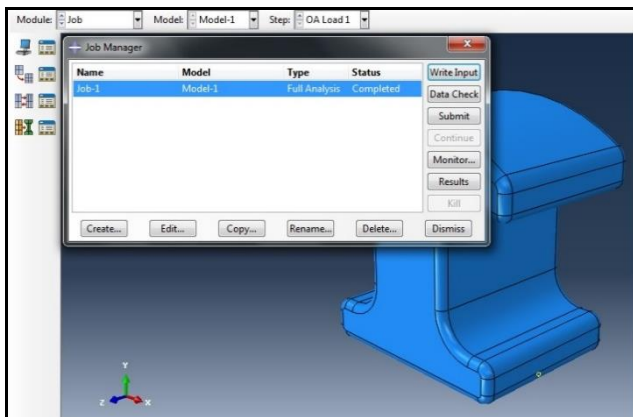 Module: Job Model: Model-1 Step: OA Load 1
Job Manager
Name Model Type Status Write Input
Job-1 Model-1 Full Analysis Completed Data Check
Submit
Continue
Monitor...
Results
Kill
Create... Edit... Copy... Rename... Delete... Dismiss
Y
Z X